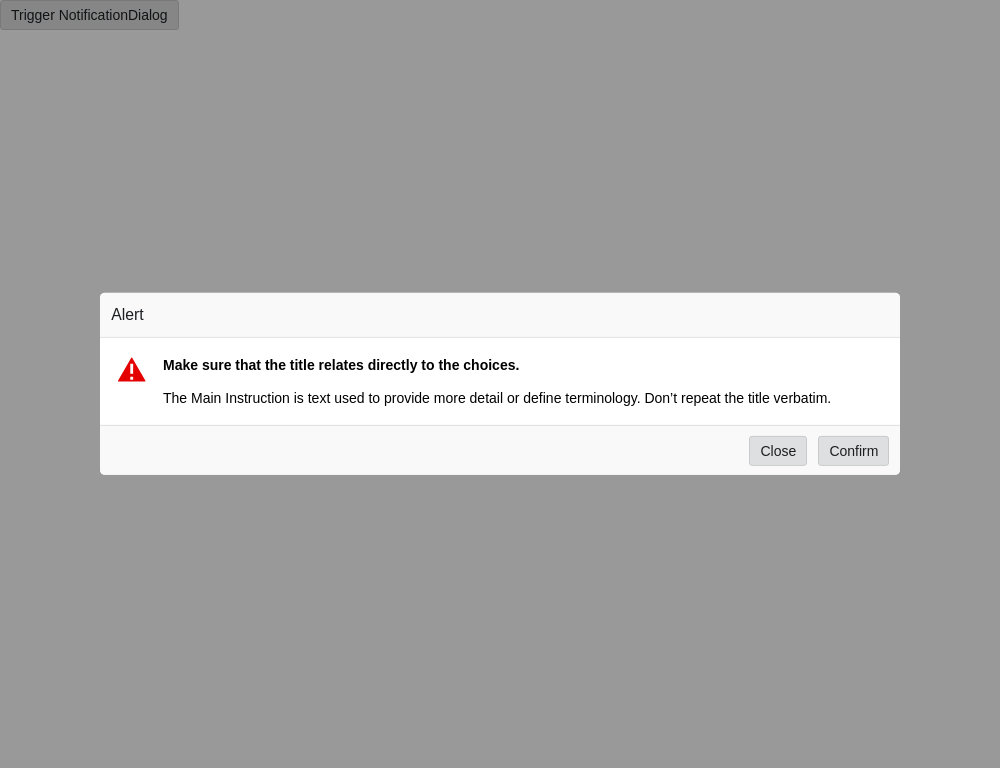 Trigger NotificationDialog
Alert
Make sure that the title relates directly to the choices.
The Main Instruction is text used to provide more detail or define terminology. Don’t repeat the title verbatim.
Close Confirm